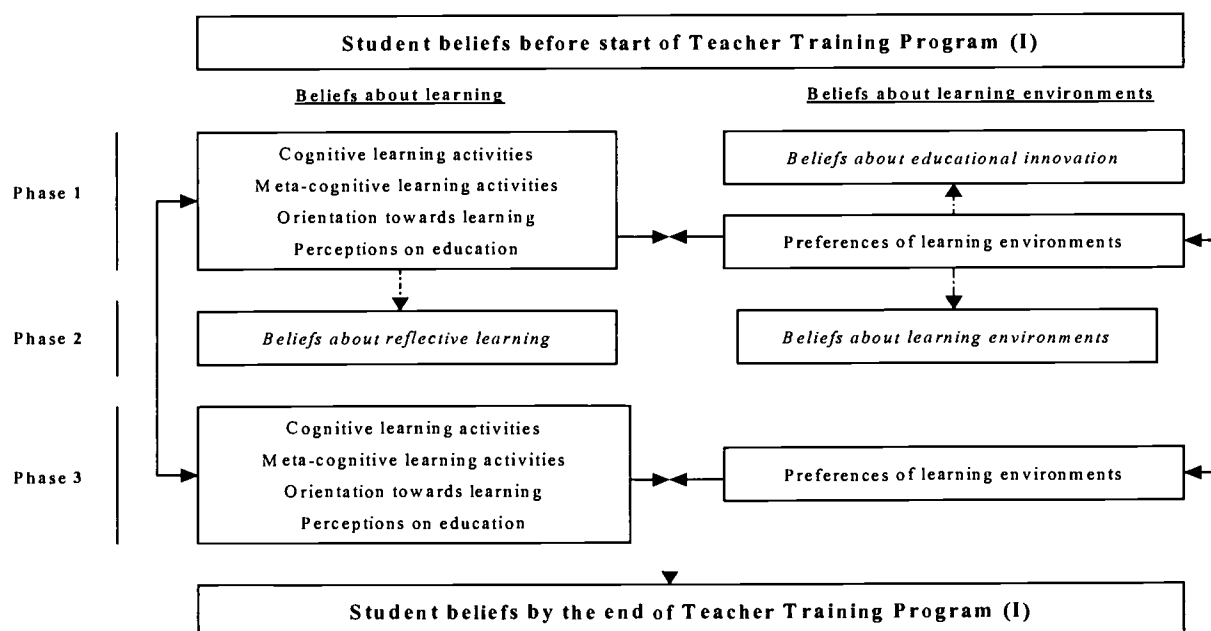 Student beliefs before start of Teacher Training Program (I)
Beliefs about learning
Beliefs about learning environments
Phase 1
Cognitive learning activities
Meta-cognitive learning activities
Orientation towards learning
Perceptions on education
Beliefs about educational innovation
Preferences of learning environments
Phase 2
Beliefs about reflective learning
Beliefs about learning environments
Phase 3
Cognitive learning activities
Meta-cognitive learning activities
Orientation towards learning
Perceptions on education
Preferences of learning environments
Student beliefs by the end of Teacher Training Program (I)